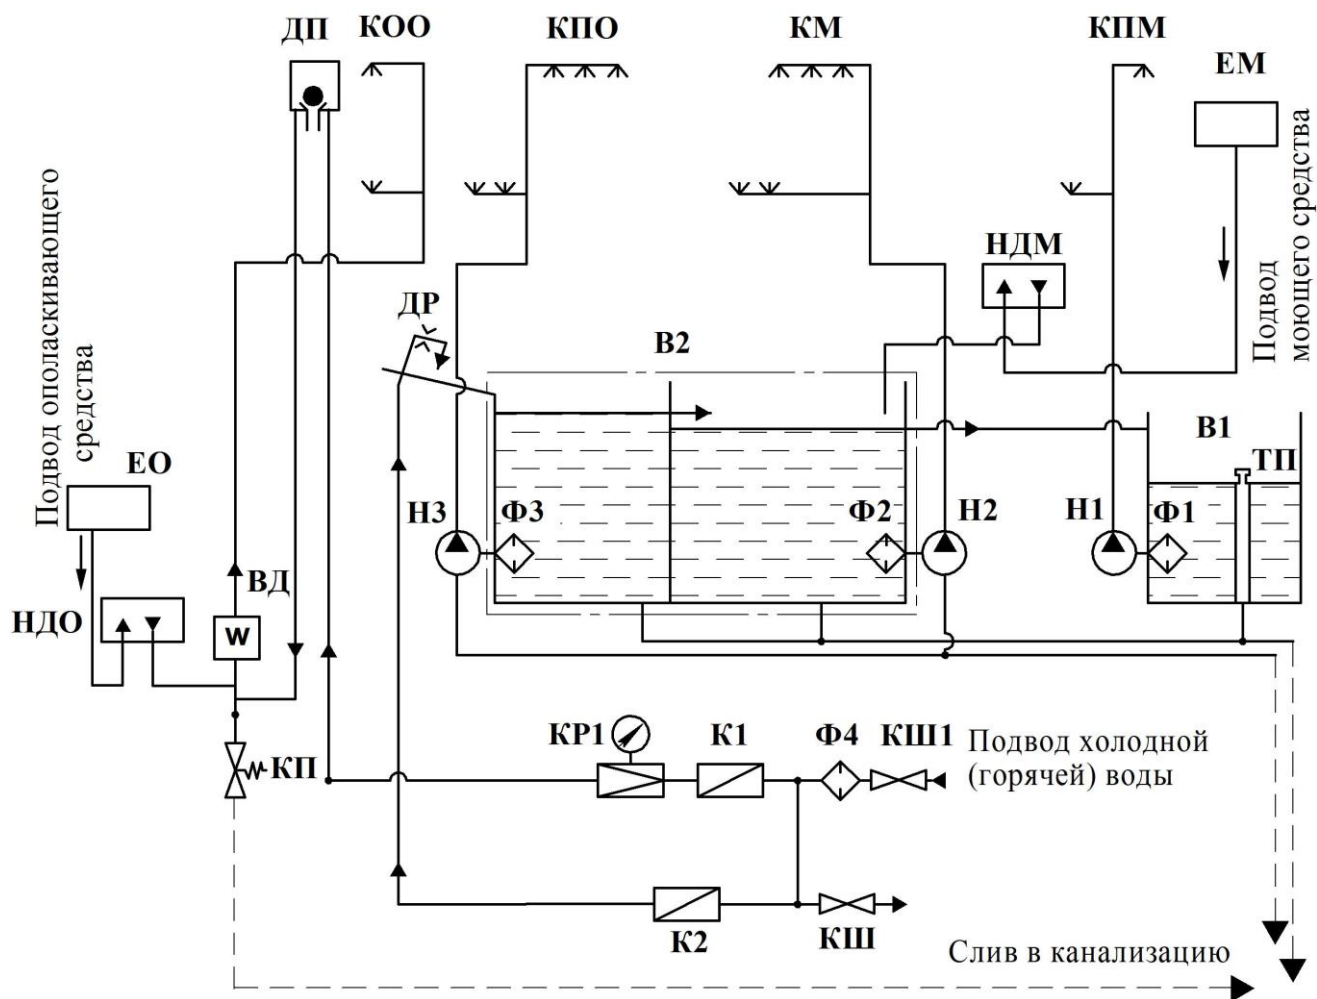 ДП
КОО
КПО
КМ
КПМ
ЕМ
Подвод
моющего средства
НДМ
ДР
В2
Подвод ополаскивающего
средства
ЕО
В1
ТП
Н3
Ф3
Ф2
Н2
Н1
Ф1
ВД
НДО
W
КП
КР1
К1
Ф4
КШ1
Подвод холодной
(горячей) воды
К2
КШ
Слив в канализацию